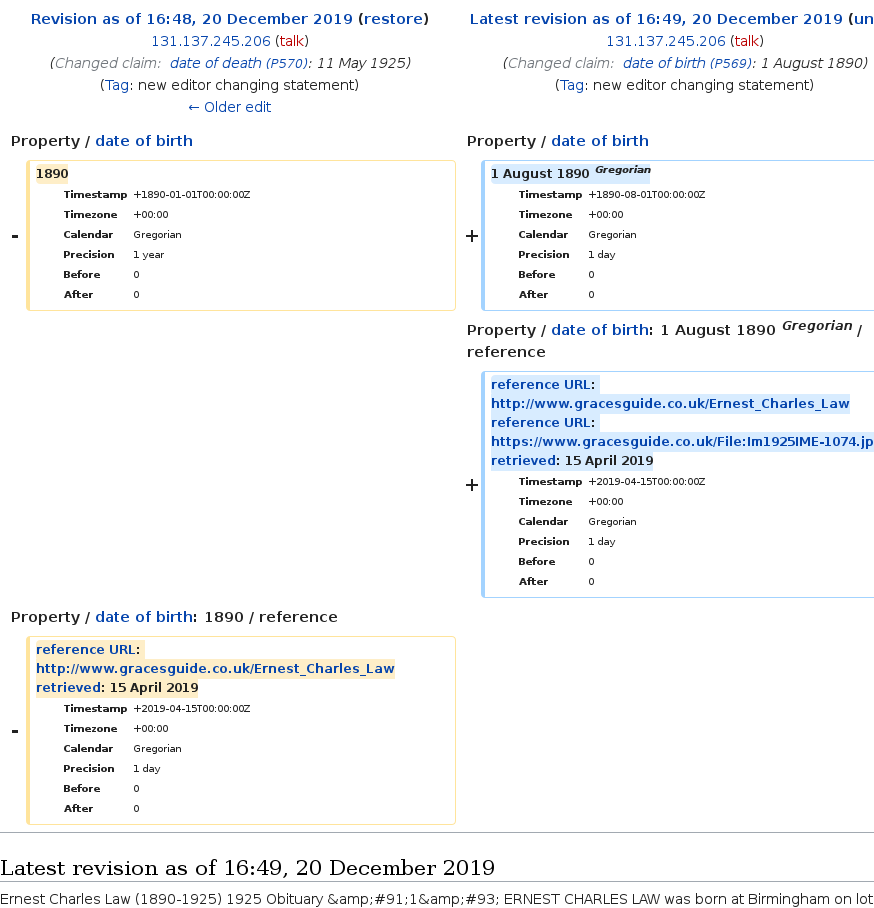 Revision as of 16:48, 20 December 2019 (restore)
131.137.245.206 (talk)
(Changed claim: date of death (P570): 11 May 1925)
(Tag: new editor changing statement)
← Older edit
Latest revision as of 16:49, 20 December 2019 (un
131.137.245.206 (talk)
(Changed claim: date of birth (P569): 1 August 1890)
(Tag: new editor changing statement)
Property / date of birth
Property / date of birth
-
1890
Timestamp +1890-01-01T00:00:00Z
Timezone +00:00
Calendar Gregorian
Precision 1 year
Before 0
After 0
+
1 August 1890 Gregorian
Timestamp +1890-08-01T00:00:00Z
Timezone +00:00
Calendar Gregorian
Precision 1 day
Before 0
After 0
Property / date of birth: 1 August 1890 Gregorian /
reference
+
reference URL:
http://www.gracesguide.co.uk/Ernest_Charles_Law
reference URL:
https://www.gracesguide.co.uk/File:Im1925IME-1074.jp
retrieved: 15 April 2019
Timestamp +2019-04-15T00:00:00Z
Timezone +00:00
Calendar Gregorian
Precision 1 day
Before 0
After 0
Property / date of birth: 1890 / reference
-
reference URL:
http://www.gracesguide.co.uk/Ernest_Charles_Law
retrieved: 15 April 2019
Timestamp +2019-04-15T00:00:00Z
Timezone +00:00
Calendar Gregorian
Precision 1 day
Before 0
After 0
Latest revision as of 16:49, 20 December 2019
Ernest Charles Law (1890-1925) 1925 Obituary &amp;#91;1&amp;#93; ERNEST CHARLES LAW was born at Birmingham on lot